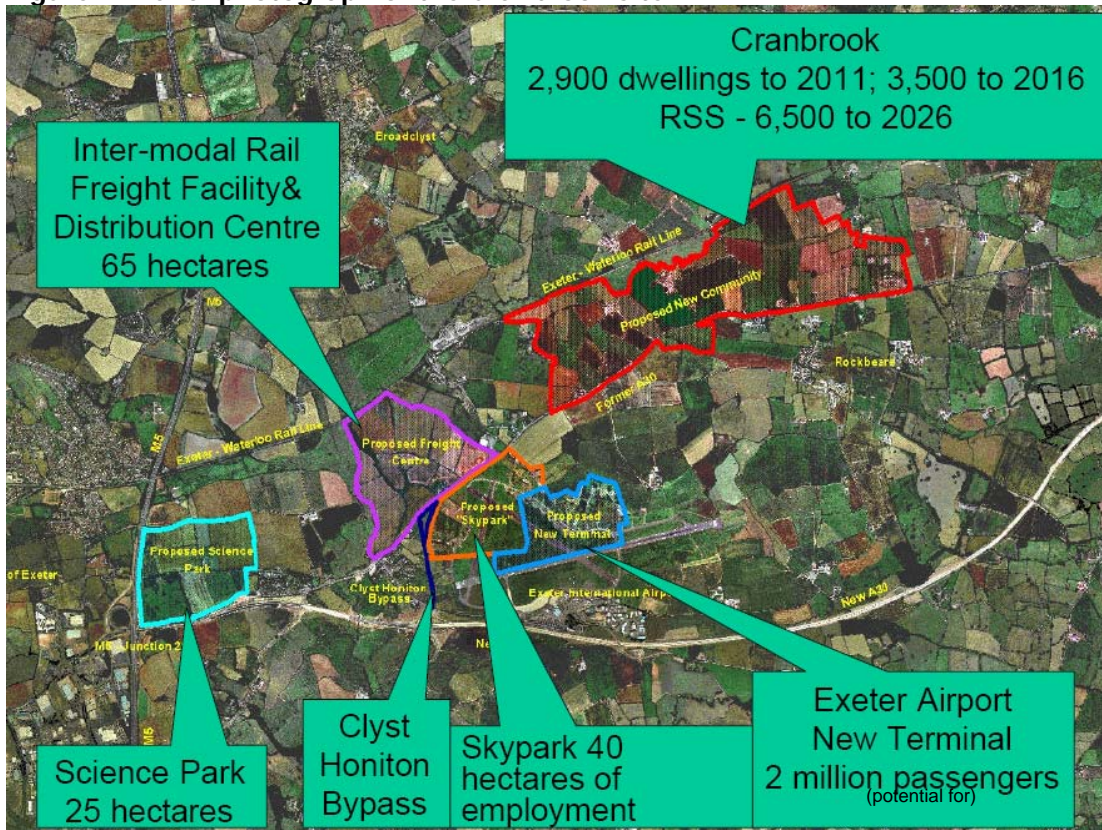 Cranbrook
2,900 dwellings to 2011; 3,500 to 2016
RSS - 6,500 to 2026
Inter-modal Rail
Freight Facility&
Distribution Centre
65 hectares
Broadclyst
M5
Exeter - Waterloo Rail Line
Proposed New Community
Rockbeare
Former A30
M5
Exeter - Waterloo Rail Line
Proposed Freight
Centre
Proposed
"Skypark"
Proposed
New Terminal
Proposed Science
Park
of Exeter
Clyst Honiton
Bypass
Exeter International Airp
New A30
M5 Junction 2
Ne
M5
Science Park
25 hectares
Clyst
Honiton
Bypass
Skypark 40
hectares of
employment
Exeter Airport
New Terminal
2 million passengers
(potential for)